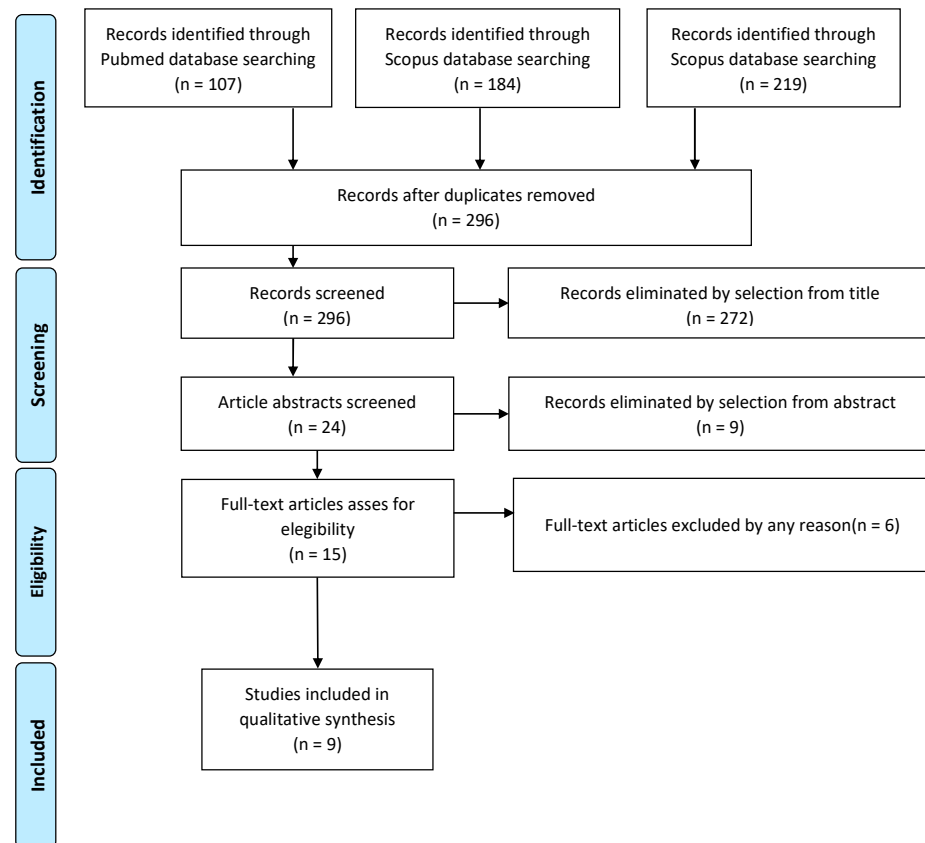 Identification
Records identified through
Pubmed database searching
(n = 107)
Records identified through
Scopus database searching
(n = 184)
Records identified through
Scopus database searching
(n = 219)
Records after duplicates removed
(n = 296)
Screening
Records screened
(n = 296)
Records eliminated by selection from title
(n = 272)
Article abstracts screened
(n = 24)
Records eliminated by selection from abstract
(n = 9)
Eligibility
Full-text articles asses for
elegibility
(n = 15)
Full-text articles excluded by any reason(n = 6)
Included
Studies included in
qualitative synthesis
(n = 9)